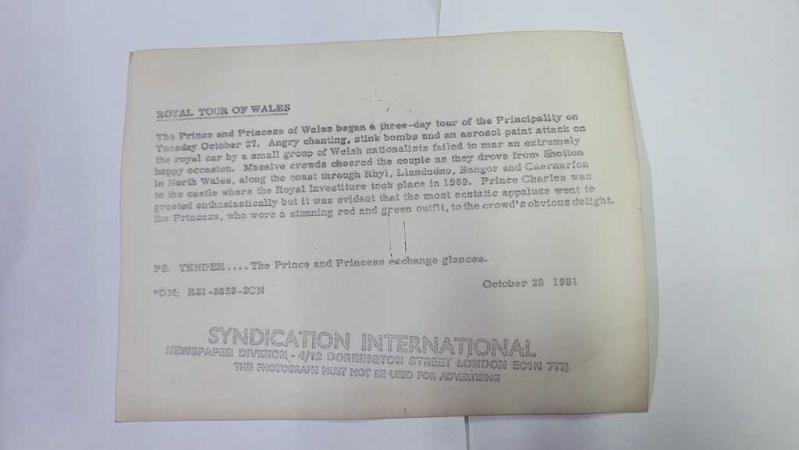 ROYAL TOUR OF WALES
The Prince and Princess of Wales began a three-day tour of the Principality on
Tuesday October 27. Angry chanting, stink bombs and an aerosol paint attack on
the royal car by a small group of Welsh nationalists failed to mar an extremely
happy occasion. Massive crowds cheered the couple as they drove from Shotton
in North Wales, along the coast through Rhyl, Llandudno, Bangor and Caernarfon
to the castle where the Royal Investiture took place in 1969. Prince Charles was
greeted enthusiastically but it was evident that the most ecstatic appaluse went to
the Princess, who wore a stunning red and green outfit, to the crowd's obvious delight.
PS: TENDER....The Prince and Princess exchange glances.
*DM: R81-5959-2CN
October 28 1981
SYNDICATION INTERNATIONAL
NEWSPAPER DIVISION - 4/12 DORRINGTON STREET LONDON EC1N 7TB
THIS PHOTOGRAPH MUST NOT BE USED FOR ADVERTISING